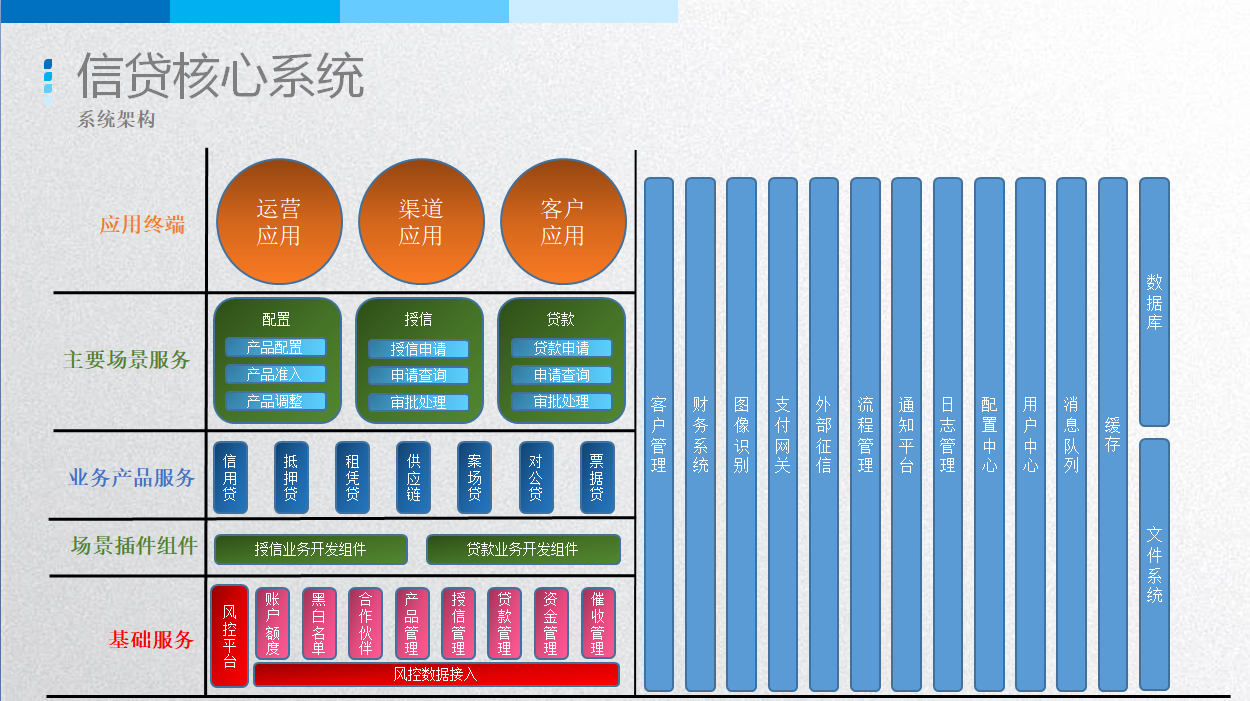 信贷核心系统
系统架构
应用终端
运营
应用
渠道
应用
客户
应用
主要场景服务
配置
产品配置
产品准入
产品调整
授信
授信申请
申请查询
审批处理
贷款
贷款申请
申请查询
审批处理
业务产品服务
信用贷
抵押贷
租凭贷
供应链
案场贷
对公贷
票据贷
场景插件组件
授信业务开发组件
贷款业务开发组件
基础服务
风控平台
账户额度
黑白名单
合作伙伴
产品管理
授信管理
贷款管理
资金管理
催收管理
风控数据接入
客户管理
财务系统
图像识别
支付网关
外部征信
流程管理
通知平台
日志管理
配置中心
用户中心
消息队列
缓存
数据库
文件系统